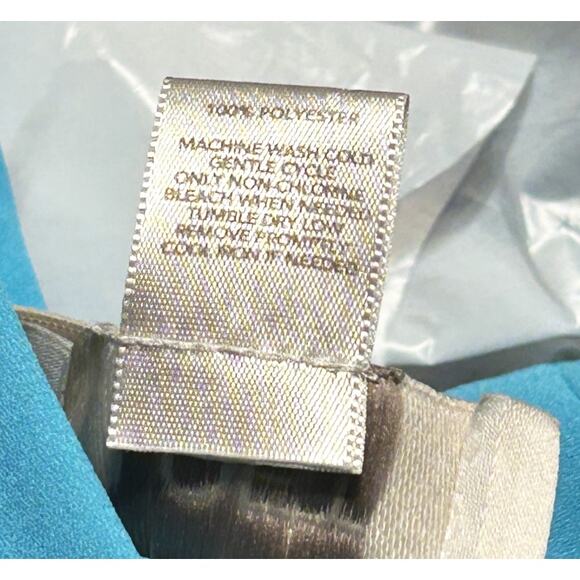 100% POLYESTER
MACHINE WASH COLD
GENTLE CYCLE
ONLY NON-CHLORINE
BLEACH WHEN NEEDED
TUMBLE DRY LOW
REMOVE PROMPTLY
COOL IRON IF NEEDED